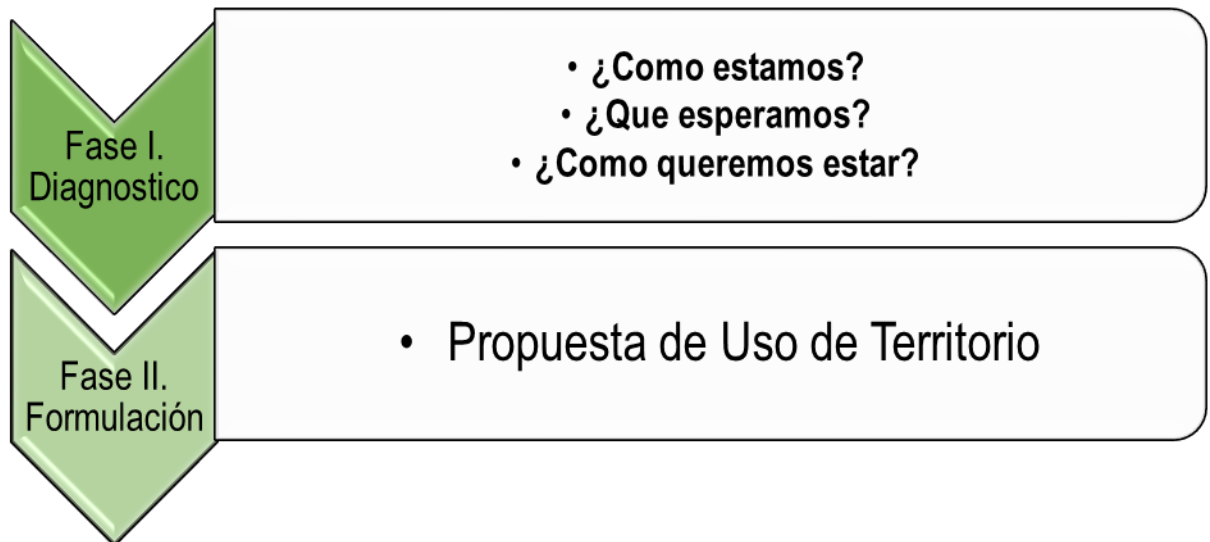 Fase I.
Diagnostico
• ¿Como estamos?
• ¿Que esperamos?
• ¿Como queremos estar?
Fase II.
Formulación
• Propuesta de Uso de Territorio